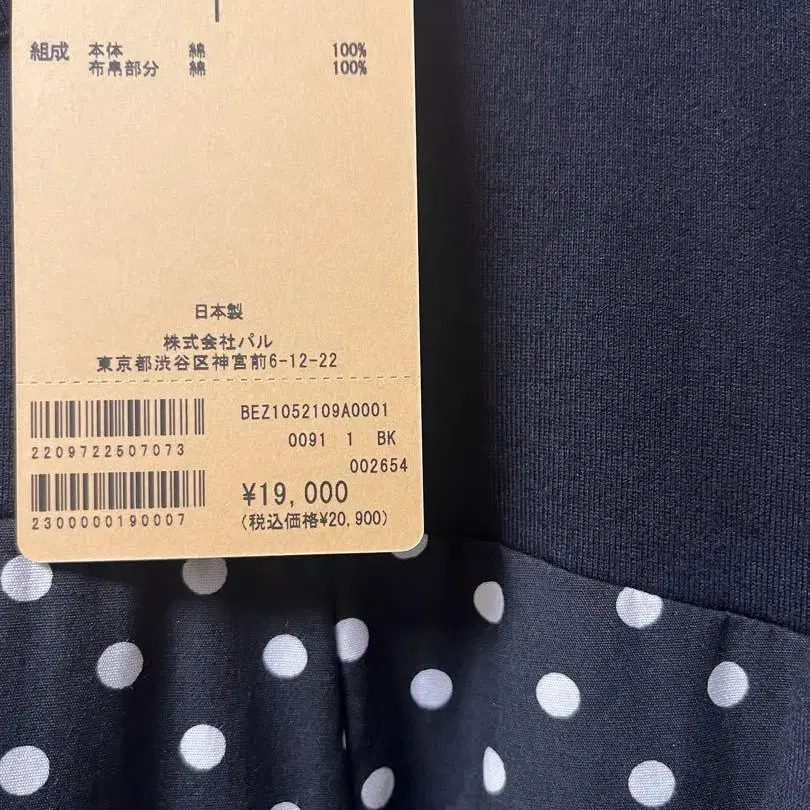 組成 本体 綿 100%
布帛部分 綿 100%
日本製
株式会社パル
東京都渋谷区神宮前6-12-22
BEZ1052109A0001
2209722507073
0091 1 BK
002654
¥19,000
2300000190007
(税込価格¥20,900)